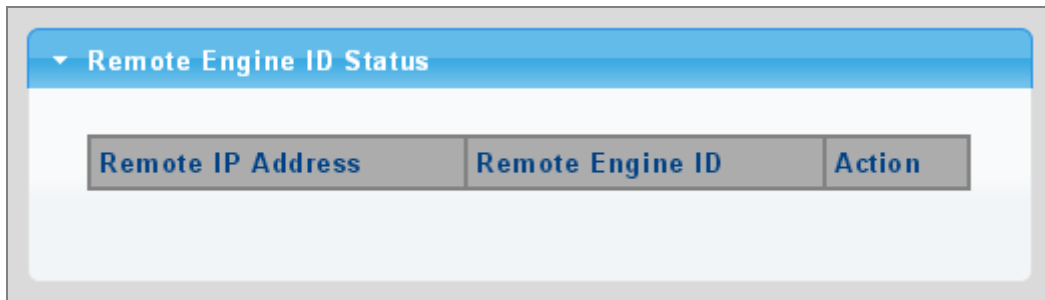 Remote Engine ID Status
Remote IP Address Remote Engine ID Action